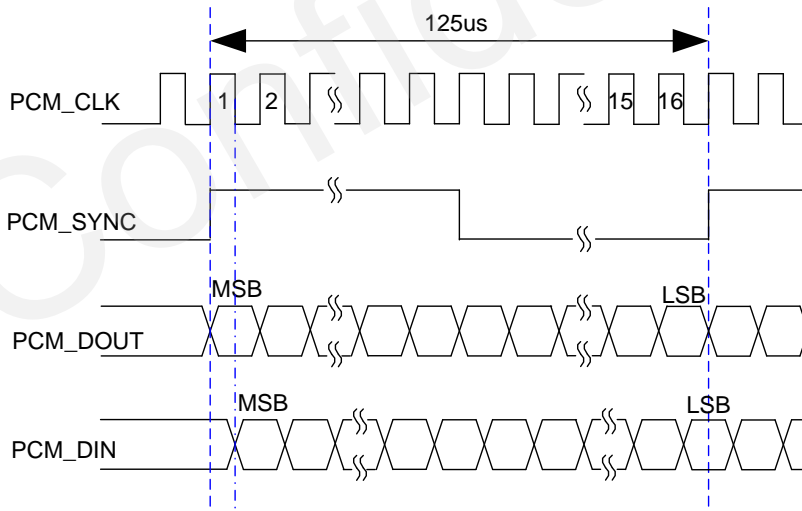 125us
PCM_CLK
1 2 15 16
PCM_SYNC
MSB LSB
PCM_DOUT
MSB LSB
PCM_DIN